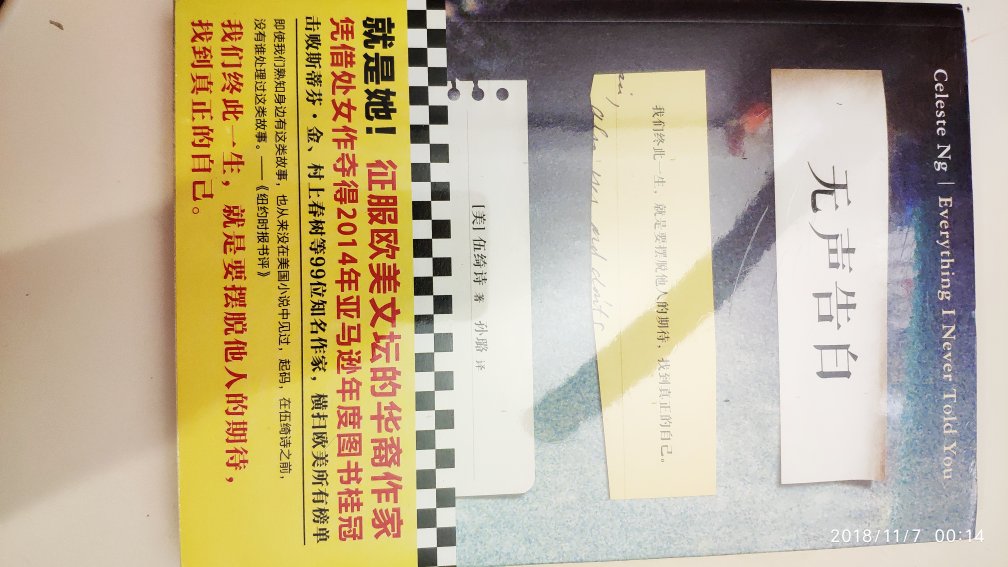 Celeste Ng | Everything I Never Told You
无声告白
我们终此一生，就是要摆脱他人的期待，找到真正的自己。
[美] 伍绮诗 著 孙璐 译
就是她！征服欧美文坛的华裔作家
凭借处女作夺得2014年亚马逊年度图书桂冠
击败斯蒂芬·金、村上春树等99位知名作家，横扫欧美所有榜单
即使我们熟知身边有这类故事，也从来没在美国小说中见过，起码，在伍绮诗之前，
没有谁处理过这类故事。——《纽约时报书评》
我们终此一生，就是要摆脱他人的期待，
找到真正的自己。
2018/11/7 00:14